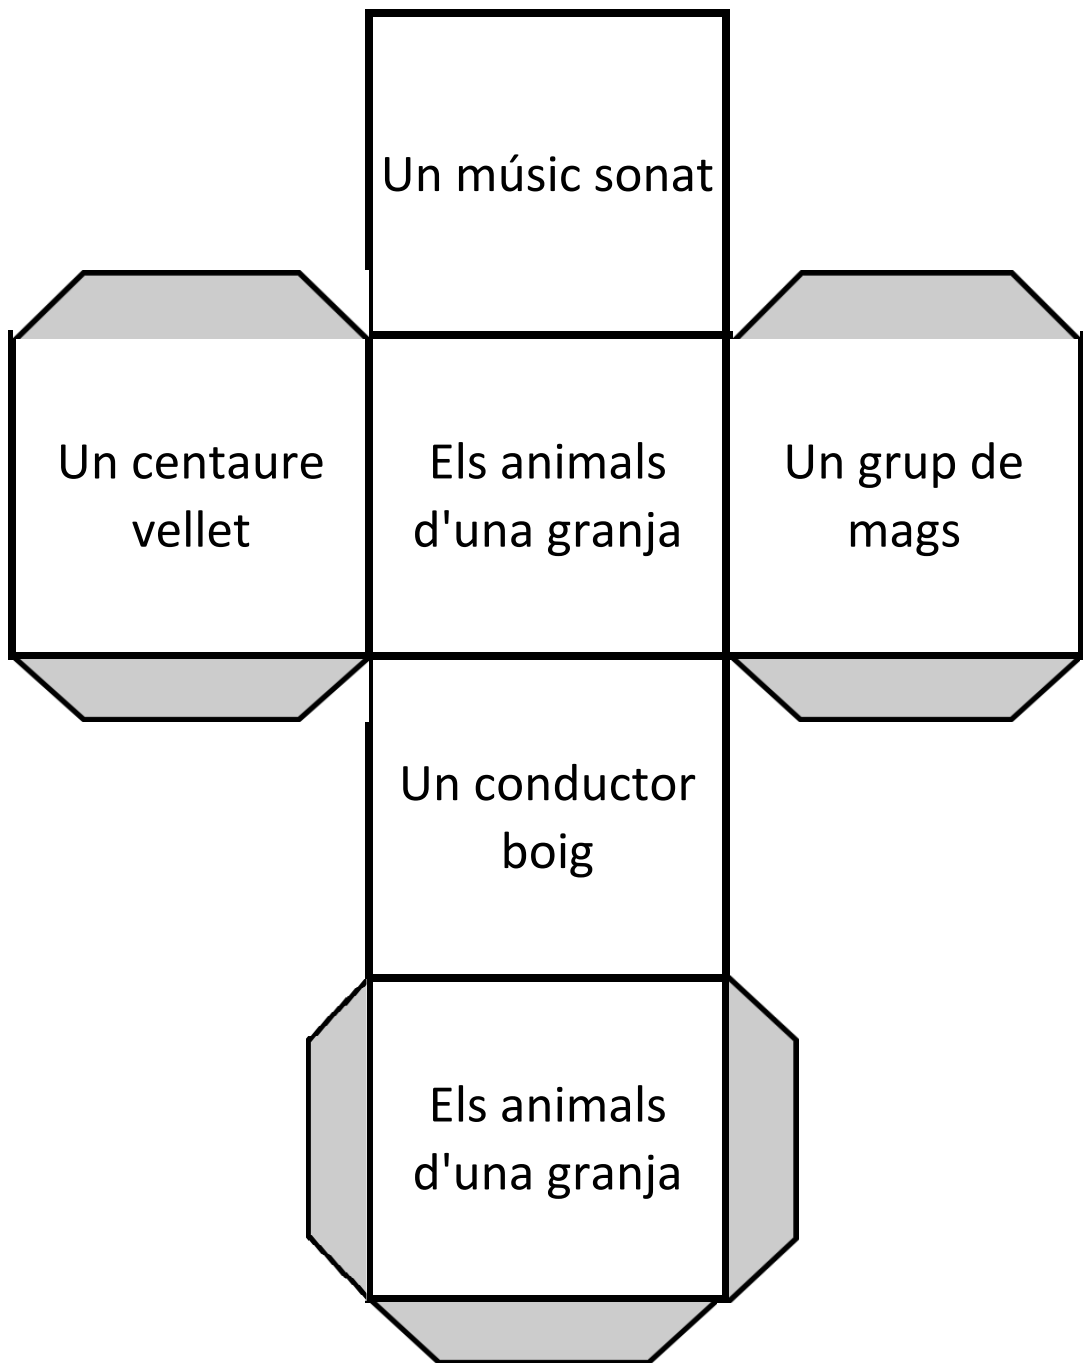 Un músic sonat
Un centaure
vellet
Els animals
d'una granja
Un grup de
mags
Un conductor
boig
Els animals
d'una granja